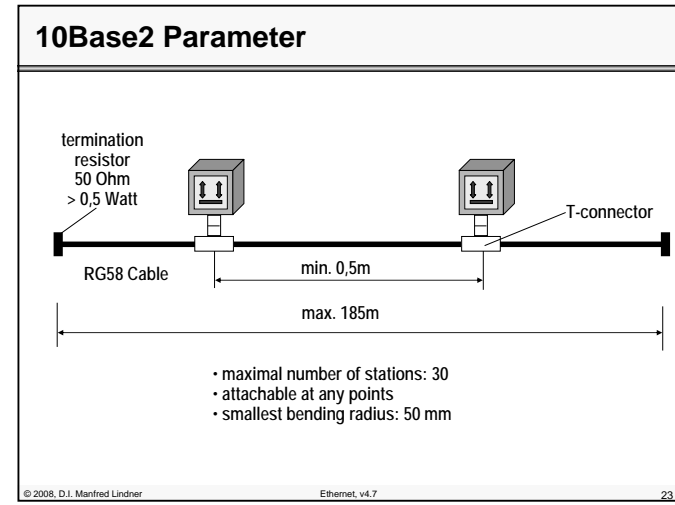 10Base2 Parameter
termination
resistor
50 Ohm
> 0,5 Watt
T-connector
RG58 Cable
min. 0,5m
max. 185m
• maximal number of stations: 30
• attachable at any points
• smallest bending radius: 50 mm
© 2008, D.I. Manfred Lindner
Ethernet, v4.7
23